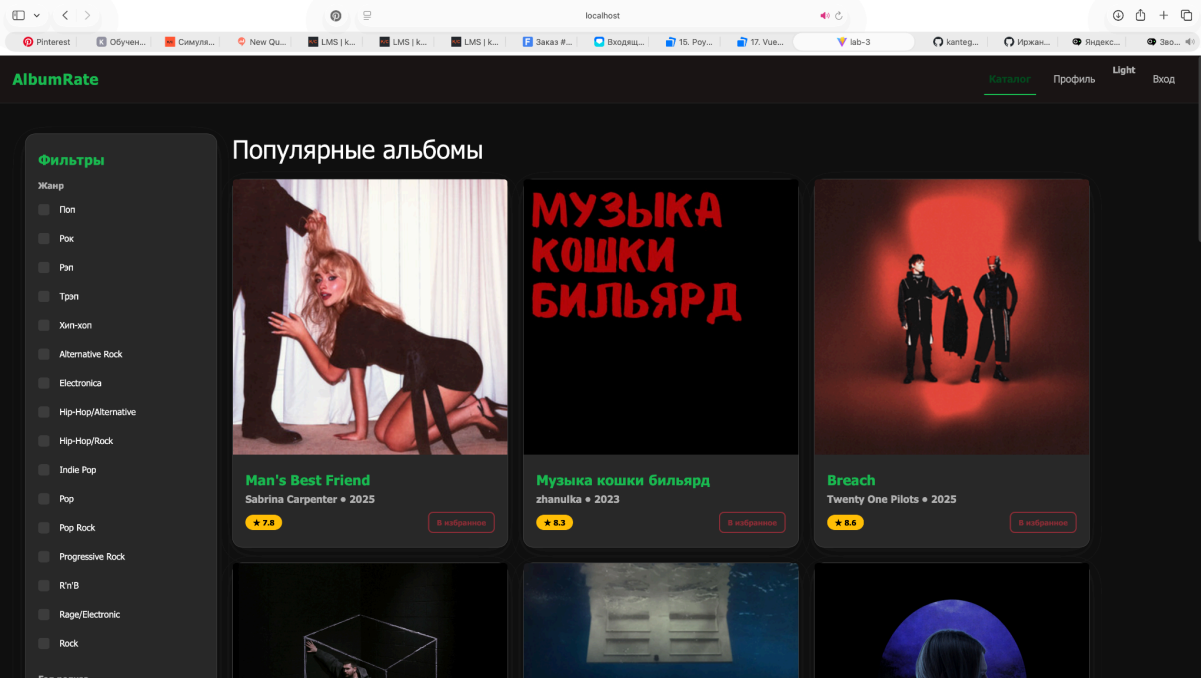 localhost
Pinterest
Обучен...
Симуля...
New Qu...
LMS | k...
LMS | k...
LMS | k...
Заказ #...
Входящ...
15. Роу...
17. Vue...
lab-3
kanteg...
Иржан...
Яндекс...
Зво...
AlbumRate
Каталог
Профиль
Light
Вход
Фильтры
Жанр
Поп
Рок
Рэп
Трэп
Хип-хоп
Alternative Rock
Electronica
Hip-Hop/Alternative
Hip-Hop/Rock
Indie Pop
Pop
Pop Rock
Progressive Rock
R'n'B
Rage/Electronic
Rock
Популярные альбомы
МУЗЫКА
КОШКИ
БИЛЬЯРД
Man's Best Friend
Sabrina Carpenter • 2025
★ 7.8
В избранное
Музыка кошки бильярд
zhanulka • 2023
★ 8.3
В избранное
Breach
Twenty One Pilots • 2025
★ 8.6
В избранное